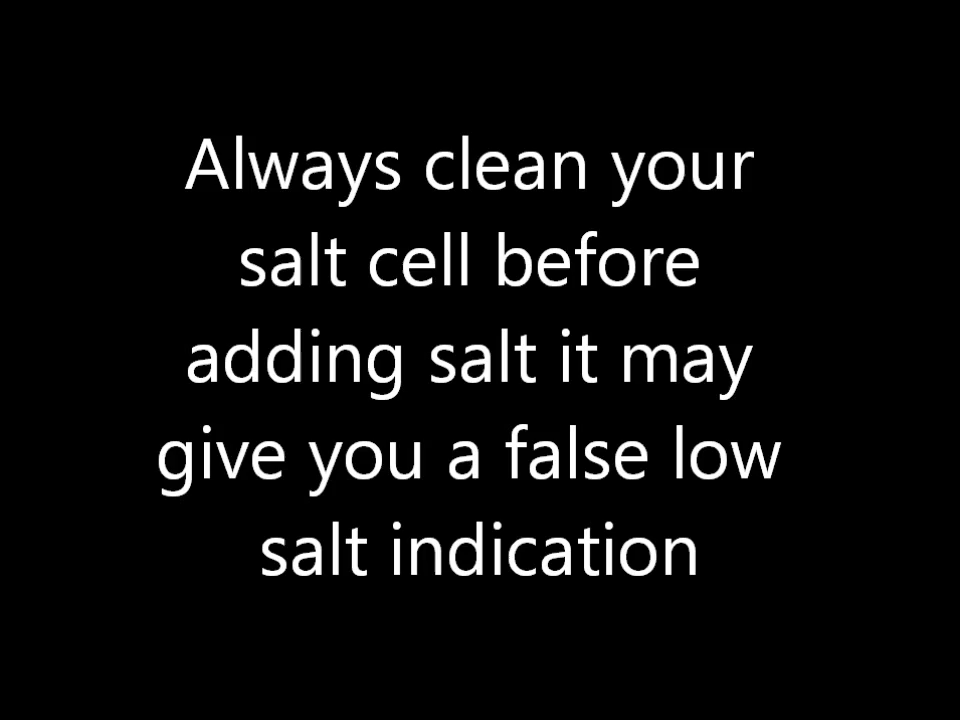 Always clean your
salt cell before
adding salt it may
give you a false low
salt indication